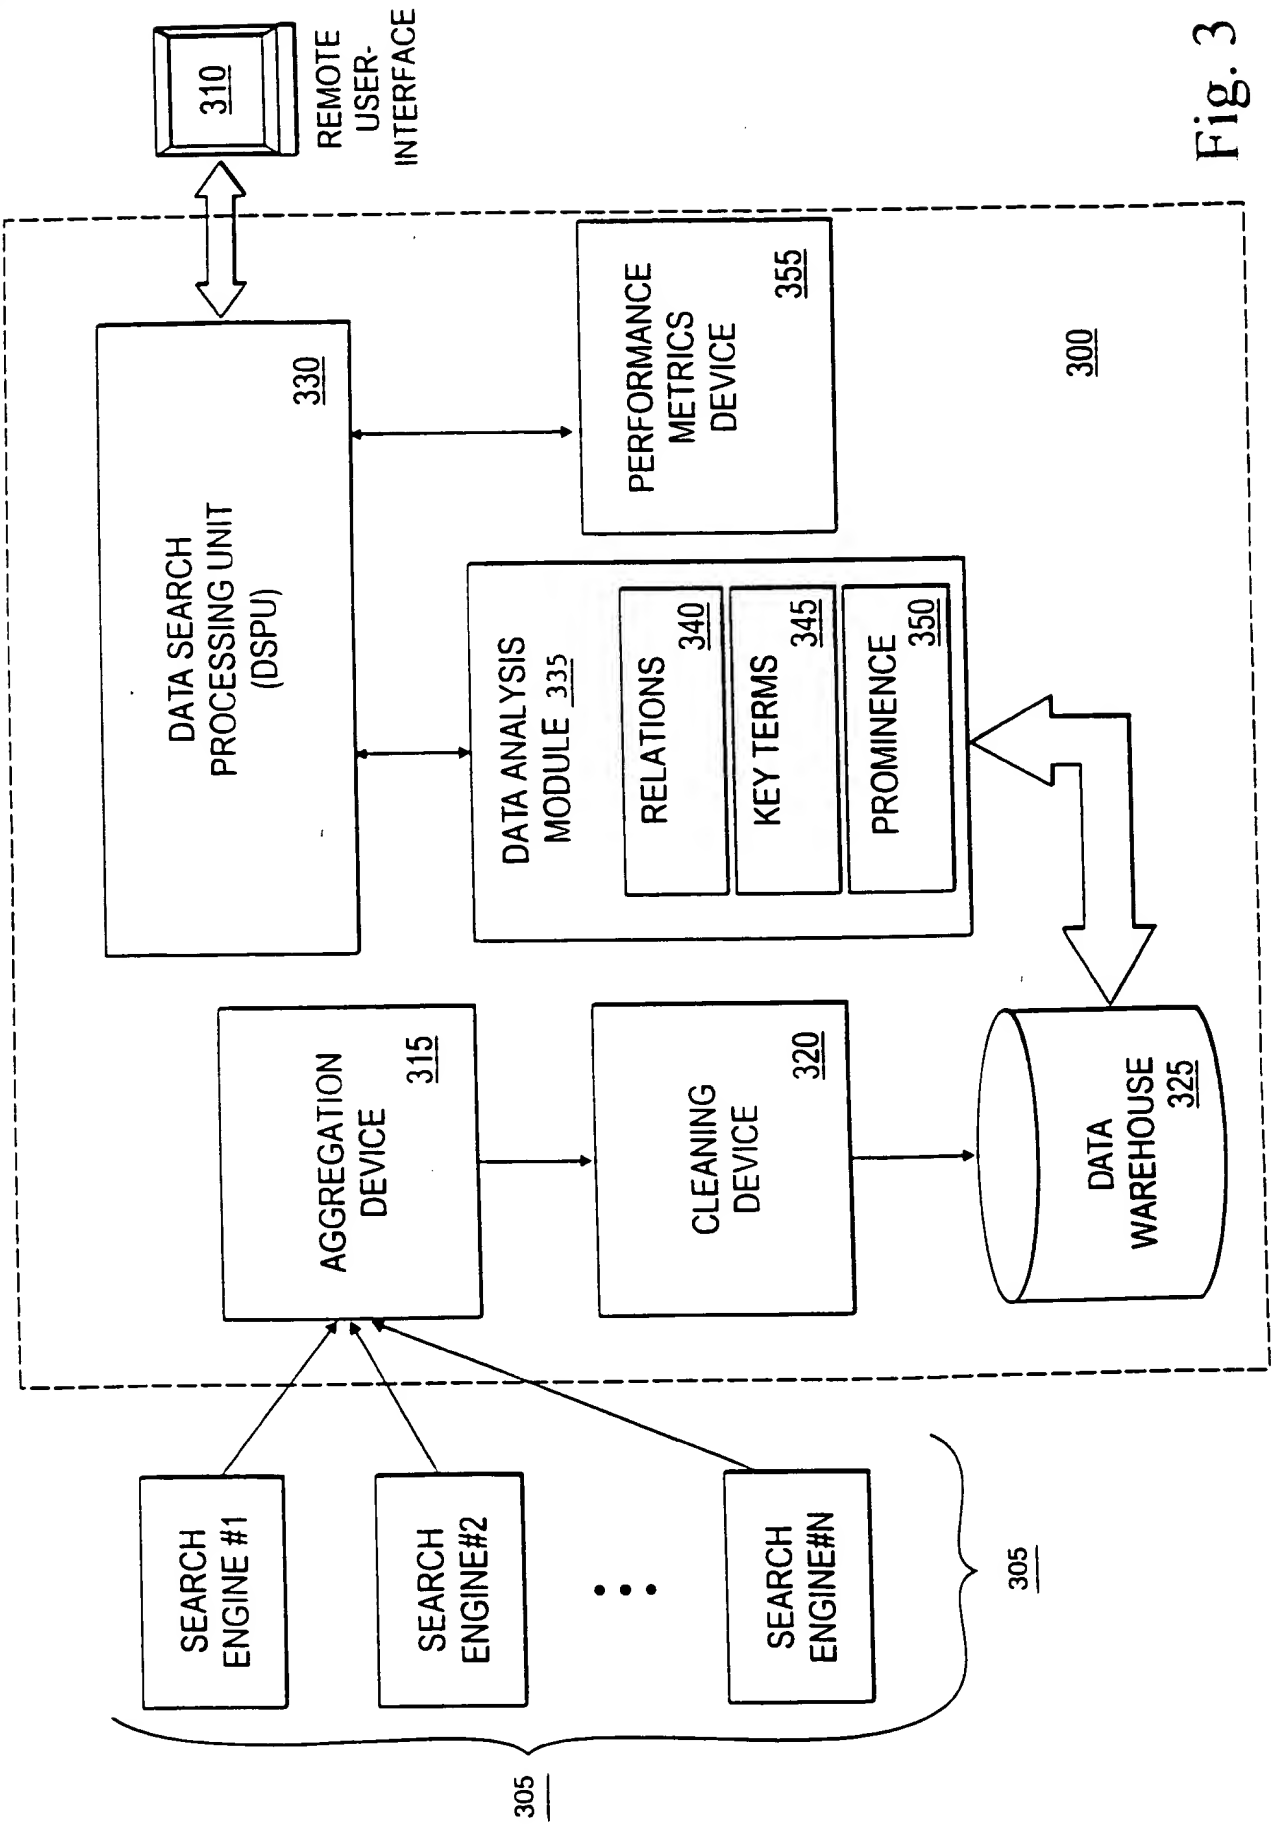 SEARCH
ENGINE #1
SEARCH
ENGINE#2
SEARCH
ENGINE#N
305
305
AGGREGATION
DEVICE
315
CLEANING
DEVICE
320
DATA
WAREHOUSE
325
DATA SEARCH
PROCESSING UNIT
(DSPU)
330
DATA ANALYSIS
MODULE 335
RELATIONS
340
KEY TERMS
345
PROMINENCE
350
PERFORMANCE
METRICS
DEVICE
355
300
310
REMOTE
USER-
INTERFACE
Fig. 3